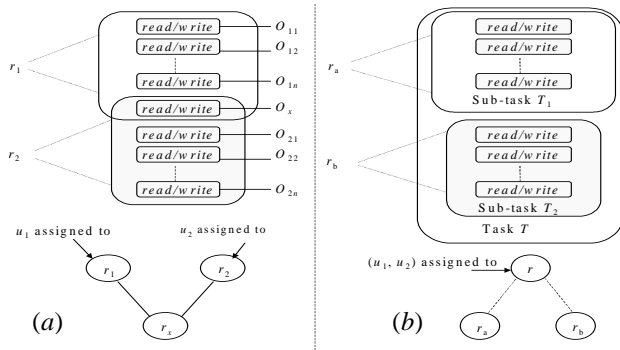 read/write O11
read/write O12
r1
read/write O1n
read/write Ox
read/write O21
r2
read/write O22
read/write O2n
u1 assigned to u2 assigned to
r1 r2
rx
(a)
read/write
read/write
ra
read/write
Sub-task T1
read/write
read/write
rb
read/write
Sub-task T2
Task T
(u1, u2) assigned to r
ra rb
(b)